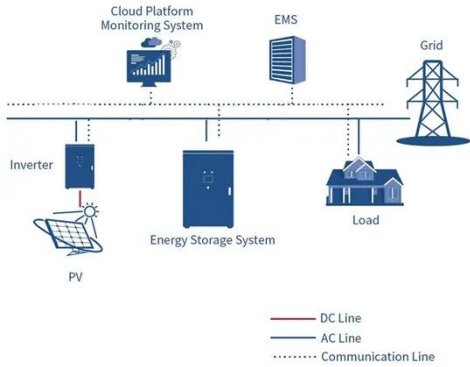 Cloud Platform
Monitoring System
EMS
Grid
Inverter
Energy Storage System
Load
PV
DC Line
AC Line
Communication Line